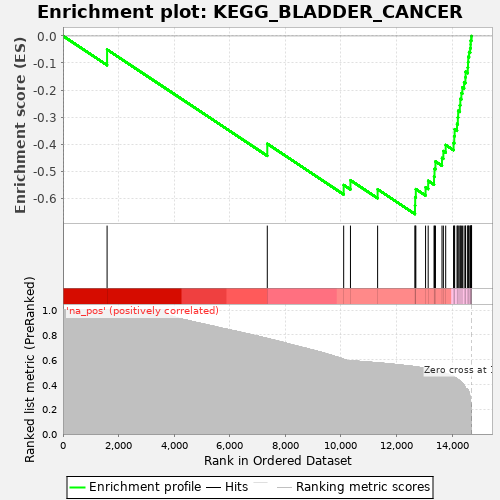 Enrichment plot: KEGG_BLADDER_CANCER
Enrichment score (ES)
0.0
-0.1
-0.2
-0.3
-0.4
-0.5
-0.6
'na_pos' (positively correlated)
Ranked list metric (PreRanked)
1.0
0.8
0.6
0.4
0.2
0.0
Zero cross at 1
0 2,000 4,000 6,000 8,000 10,000 12,000 14,000
Rank in Ordered Dataset
Enrichment profile Hits Ranking metric scores